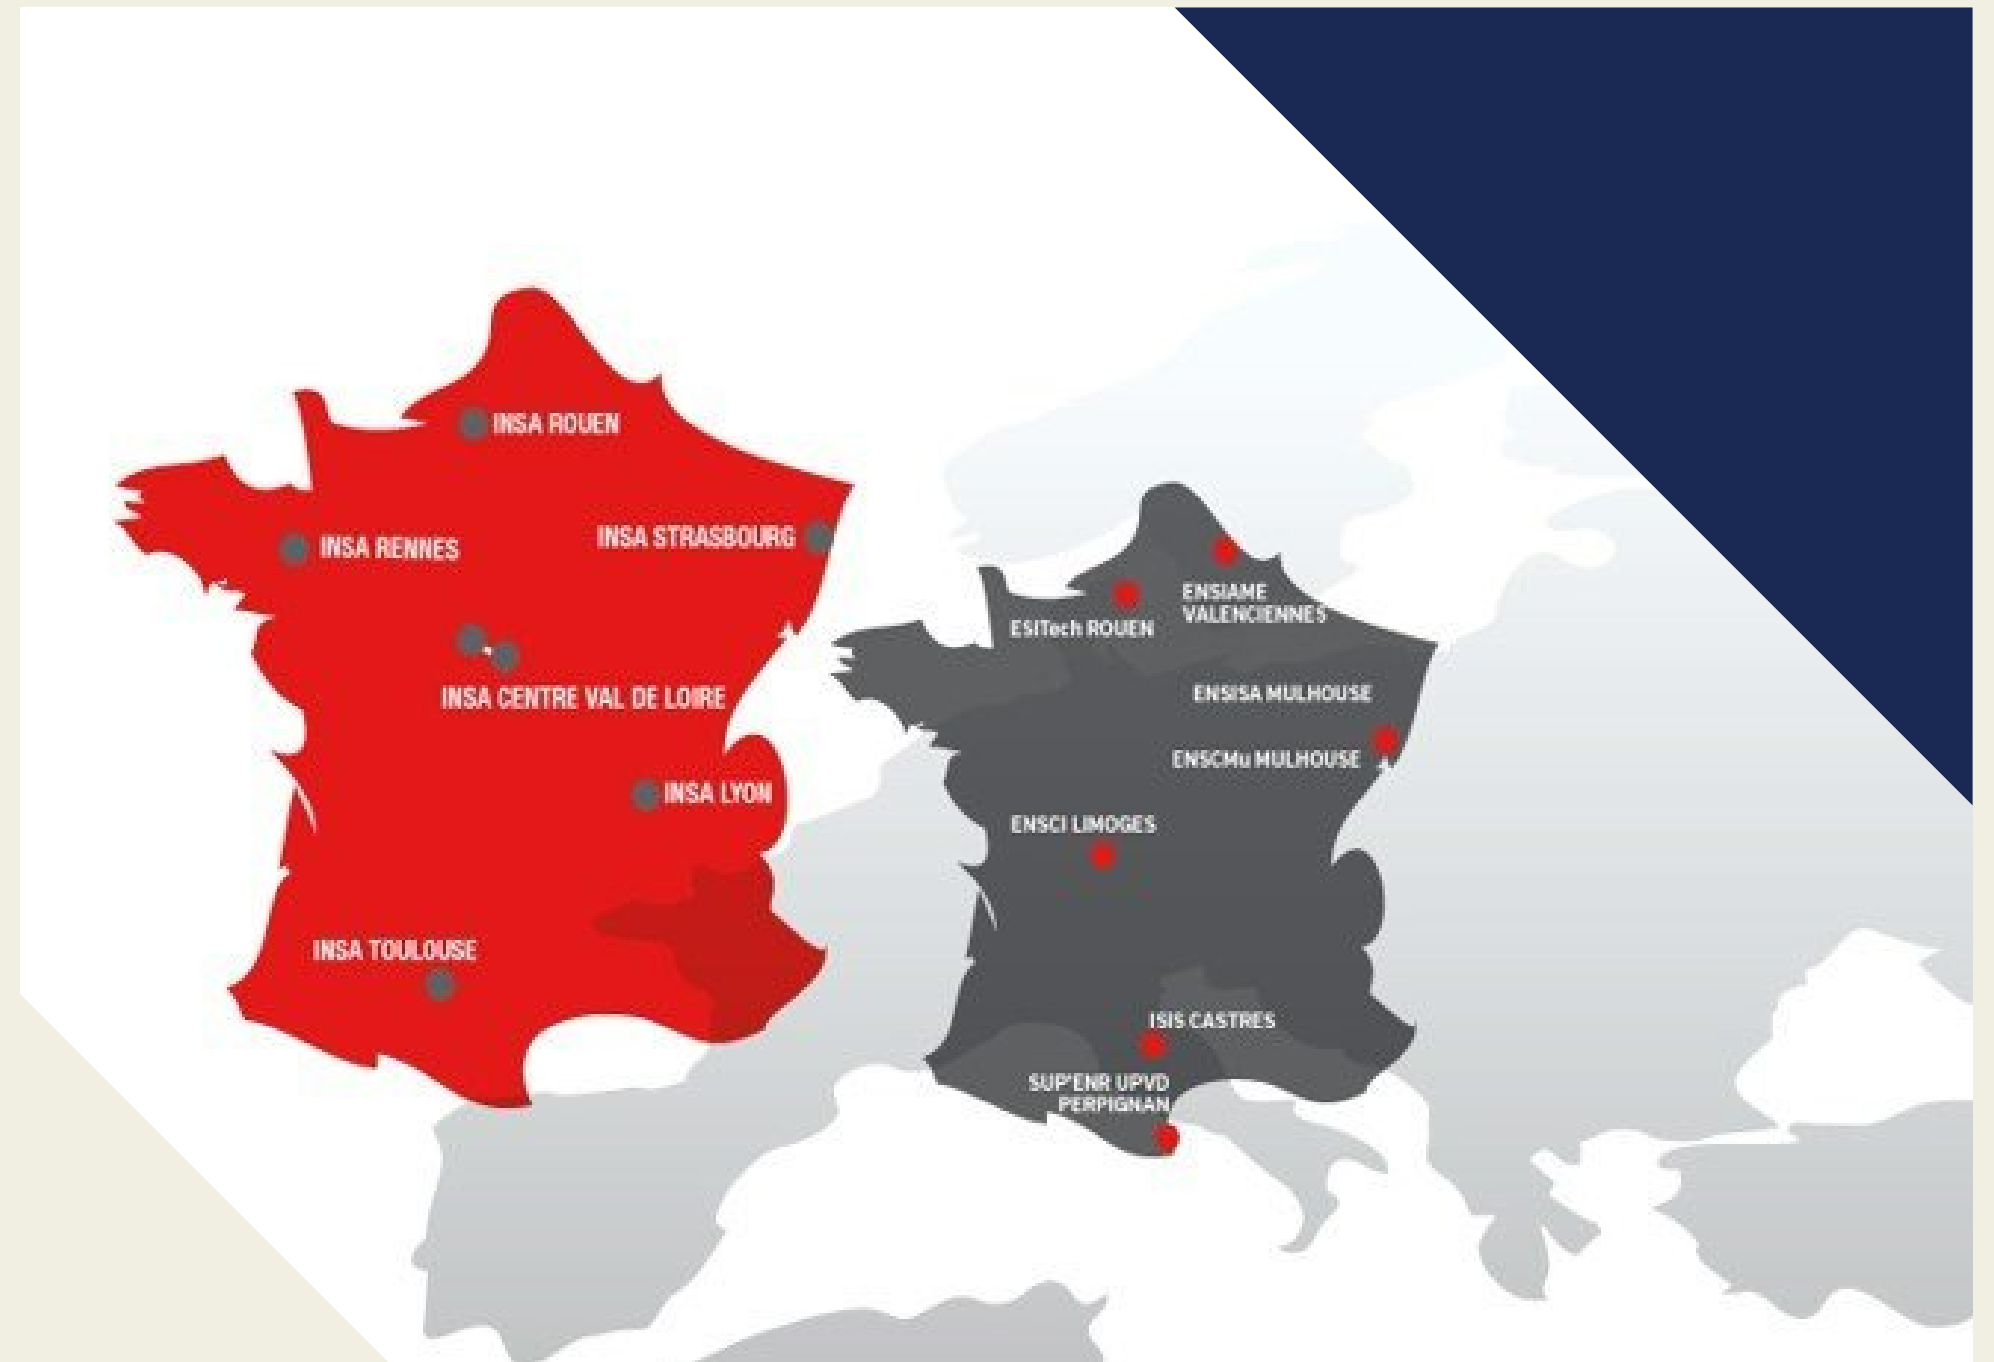 INSA ROUEN
INSA STRASBOURG
INSA RENNES
INSA CENTRE VAL DE LOIRE
INSA LYON
INSA TOULOUSE
ENSIAME
VALENCIENNES
ESITech ROUEN
ENSISA MULHOUSE
ENSCMu MULHOUSE
ENSCI LIMOGES
ISIS CASTRES
SUP'ENR UPVD
PERPIGNAN